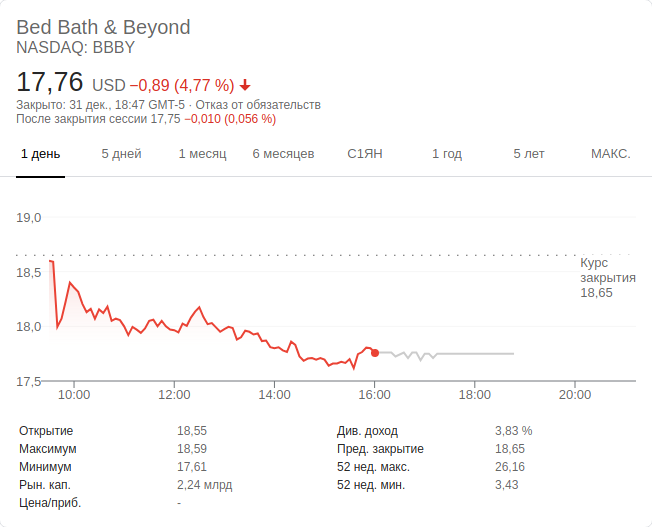 Bed Bath & Beyond
NASDAQ: BBBY
17,76 USD −0,89 (4,77 %)
Закрыто: 31 дек., 18:47 GMT-5 · Отказ от обязательств
После закрытия сессии 17,75 −0,010 (0,056 %)
1 день 5 дней 1 месяц 6 месяцев С1ЯН 1 год 5 лет МАКС.
19,0
18,5
18,0
17,5
Курс
закрытия
18,65
10:00 12:00 14:00 16:00 18:00 20:00
Открытие 18,55 Див. доход 3,83 %
Максимум 18,59 Пред. закрытие 18,65
Минимум 17,61 52 нед. макс. 26,16
Рын. кап. 2,24 млрд 52 нед. мин. 3,43
Цена/приб. -